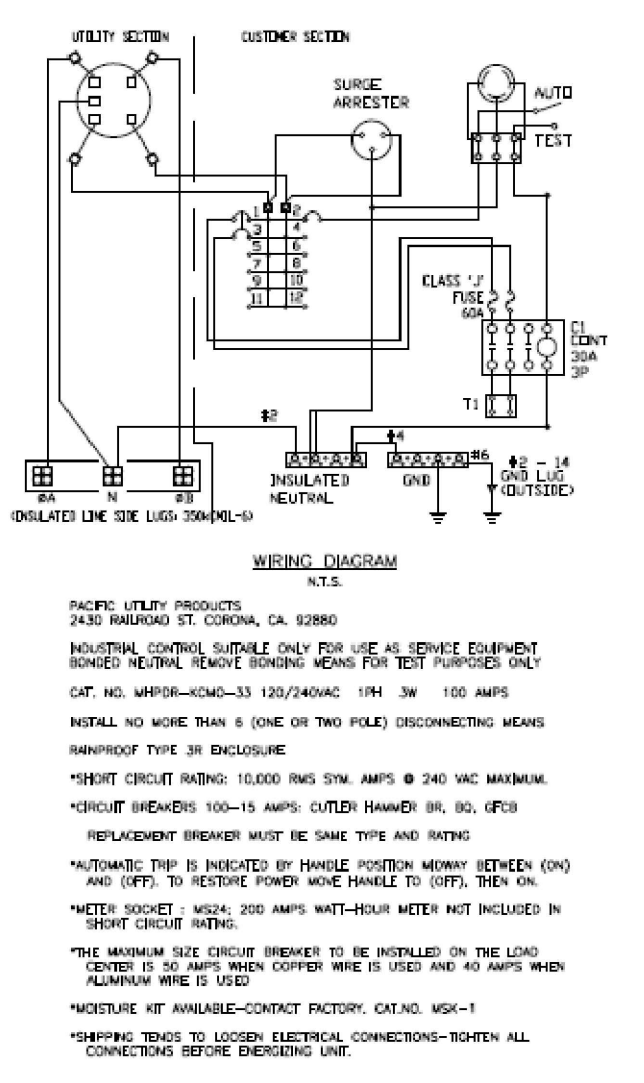 UTILITY SECTION
CUSTOMER SECTION
SURGE
ARRESTER
AUTO
TEST
1 2
3 4
5 6
7 8
9 10
11 12
CLASS 'J'
FUSE
60A
C1
CONT
30A
3P
T1
#2
#4
#6
#2 - 14
GND LUG
(OUTSIDE)
INSULATED
NEUTRAL
GND
ØA N ØB
(INSULATED LINE SIDE LUGS:
WIRING DIAGRAM
N.T.S.
PACIFIC UTILITY PRODUCTS
2430 RAILROAD ST. CORONA, CA. 92880
INDUSTRIAL CONTROL SUITABLE ONLY FOR USE AS SERVICE EQUIPMENT
BONDED NEUTRAL REMOVE BONDING MEANS FOR TEST PURPOSES ONLY
CAT. NO. MHPDR-KCMO-33 120/240VAC 1PH 3W 100 AMPS
INSTALL NO MORE THAN 6 (ONE OR TWO POLE) DISCONNECTING MEANS
RAINPROOF TYPE 3R ENCLOSURE
*SHORT CIRCUIT RATING: 10,000 RMS SYM. AMPS @ 240 VAC MAXIMUM.
*CIRCUIT BREAKERS 100-15 AMPS: CUTLER HAMMER BR, BQ, GFCB
REPLACEMENT BREAKER MUST BE SAME TYPE AND RATING
*AUTOMATIC TRIP IS INDICATED BY HANDLE POSITION MIDWAY BETWEEN (ON)
AND (OFF). TO RESTORE POWER MOVE HANDLE TO (OFF), THEN ON.
*METER SOCKET : MS24; 200 AMPS WATT-HOUR METER NOT INCLUDED IN
SHORT CIRCUIT RATING.
*THE MAXIMUM SIZE CIRCUIT BREAKER TO BE INSTALLED ON THE LOAD
CENTER IS 50 AMPS WHEN COPPER WIRE IS USED AND 40 AMPS WHEN
ALUMINUM WIRE IS USED
*MOISTURE KIT AVAILABLE-CONTACT FACTORY. CAT.NO. MSK-1
*SHIPPING TENDS TO LOOSEN ELECTRICAL CONNECTIONS-TIGHTEN ALL
CONNECTIONS BEFORE ENERGIZING UNIT.